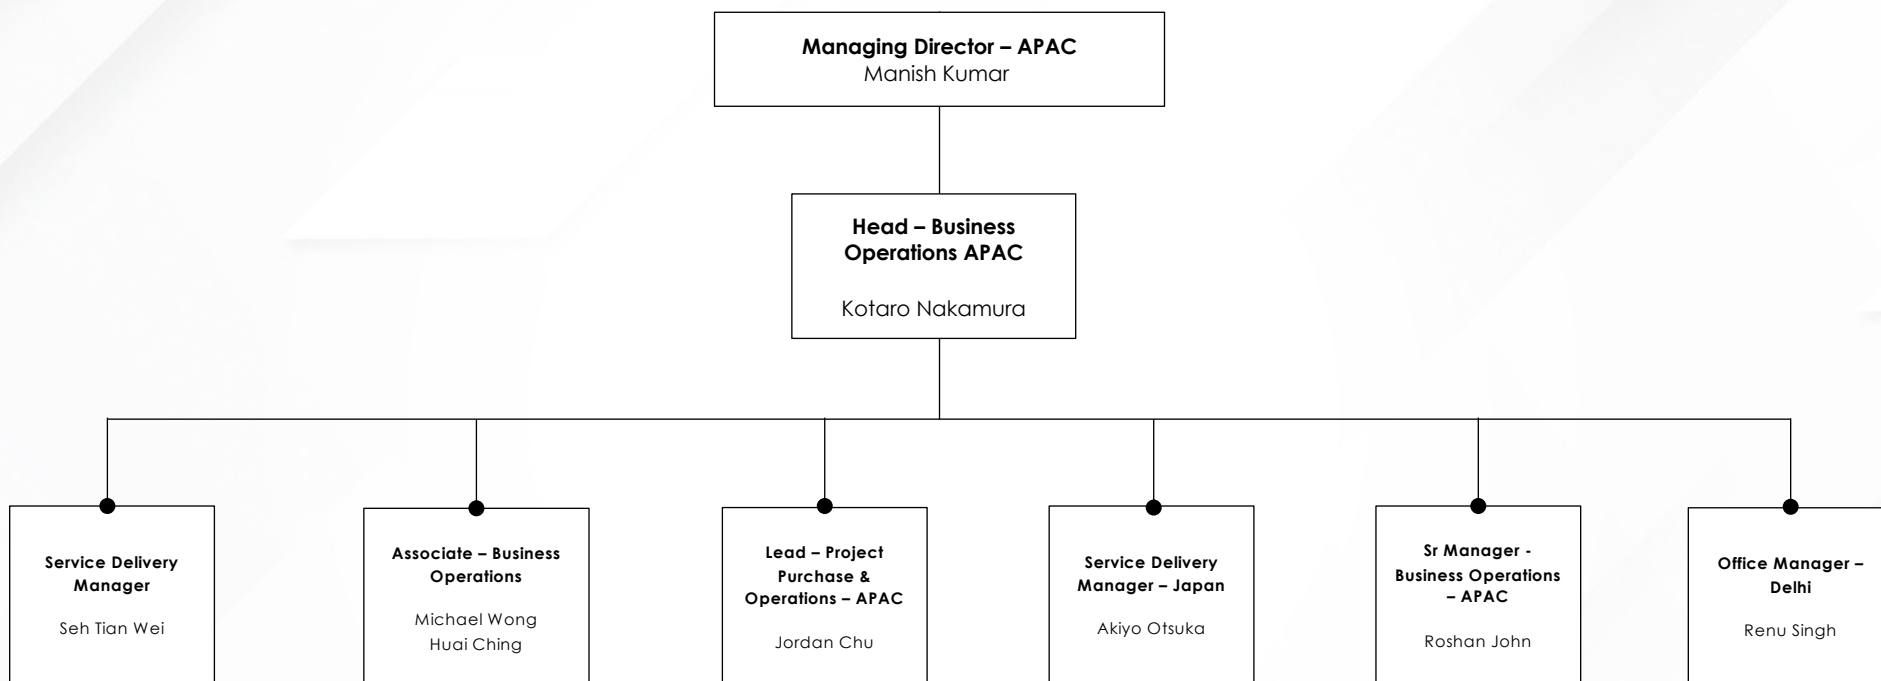 Managing Director – APAC
Manish Kumar
Head – Business
Operations APAC
Kotaro Nakamura
Service Delivery
Manager
Seh Tian Wei
Associate – Business
Operations
Michael Wong
Huai Ching
Lead – Project
Purchase &
Operations – APAC
Jordan Chu
Service Delivery
Manager – Japan
Akiyo Otsuka
Sr Manager -
Business Operations
– APAC
Roshan John
Office Manager –
Delhi
Renu Singh